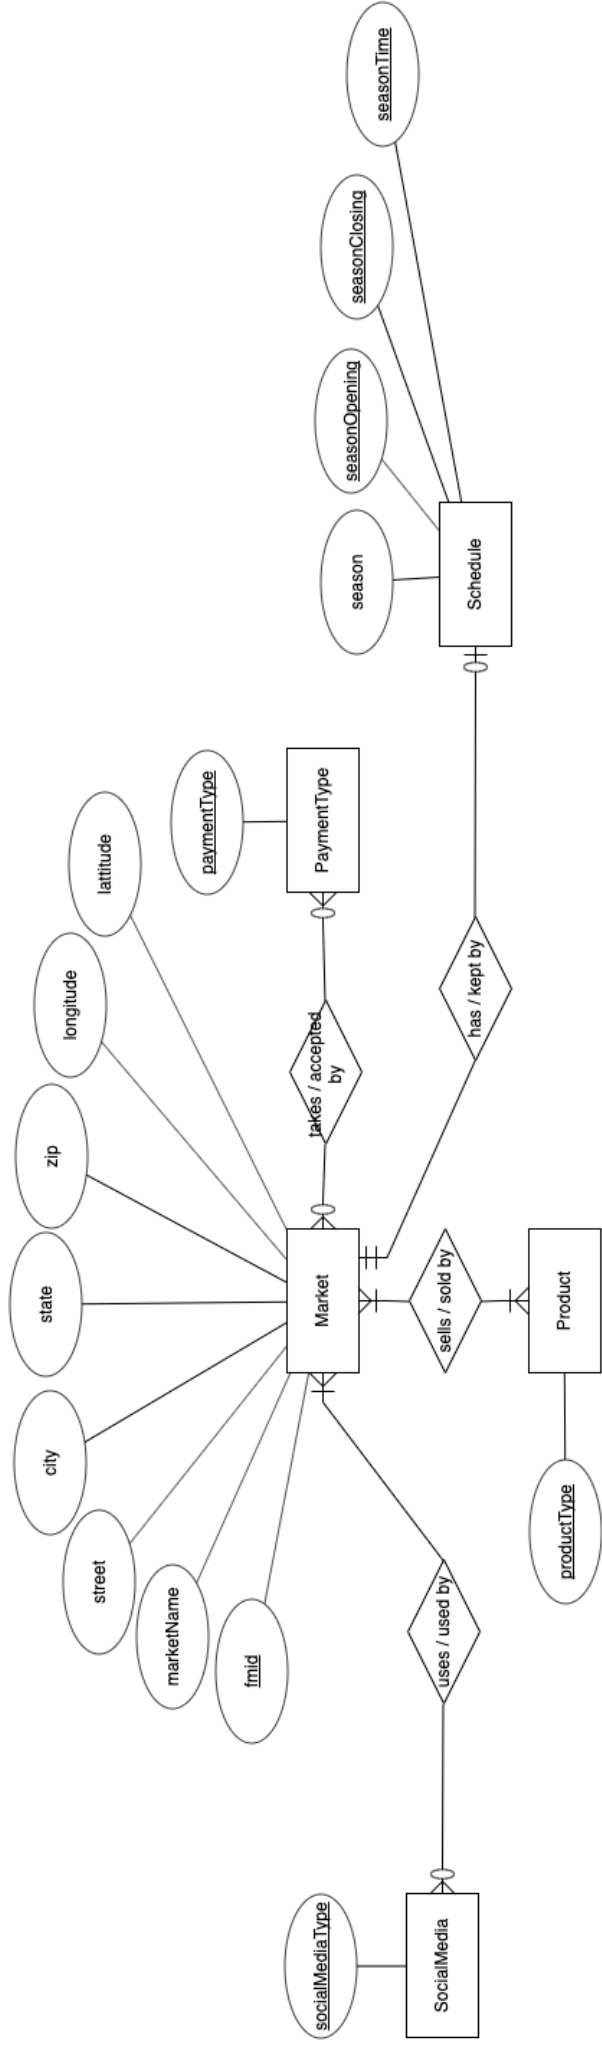 seasonTime
seasonClosing
seasonOpening
season
Schedule
lattitude
longitude
zip
state
city
street
marketName
fmid
paymentType
PaymentType
takes / accepted
by
has / kept by
Market
sells / sold by
Product
productType
uses / used by
socialMediaType
SocialMedia